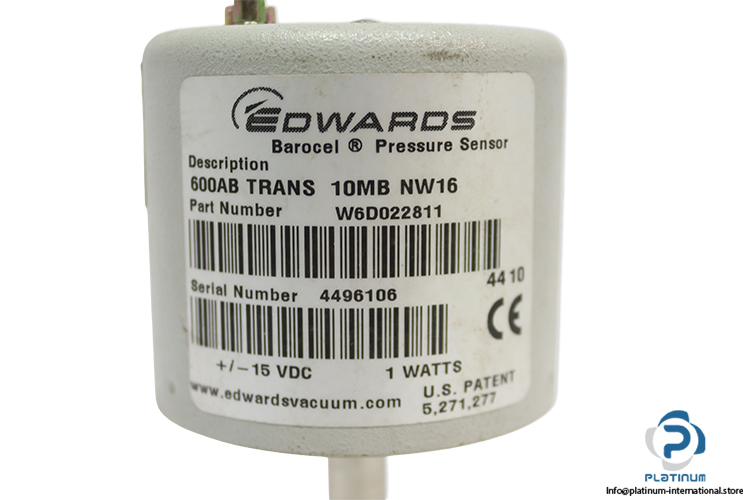 EDWARDS
Barocel ® Pressure Sensor
Description
600AB TRANS 10MB NW16
Part Number W6D022811
4410
Serial Number 4496106
CE
+/-15 VDC 1 WATTS
www.edwardsvacuum.com
U.S. PATENT
5,271,277
PLATINUM
Info@platinum-international.store